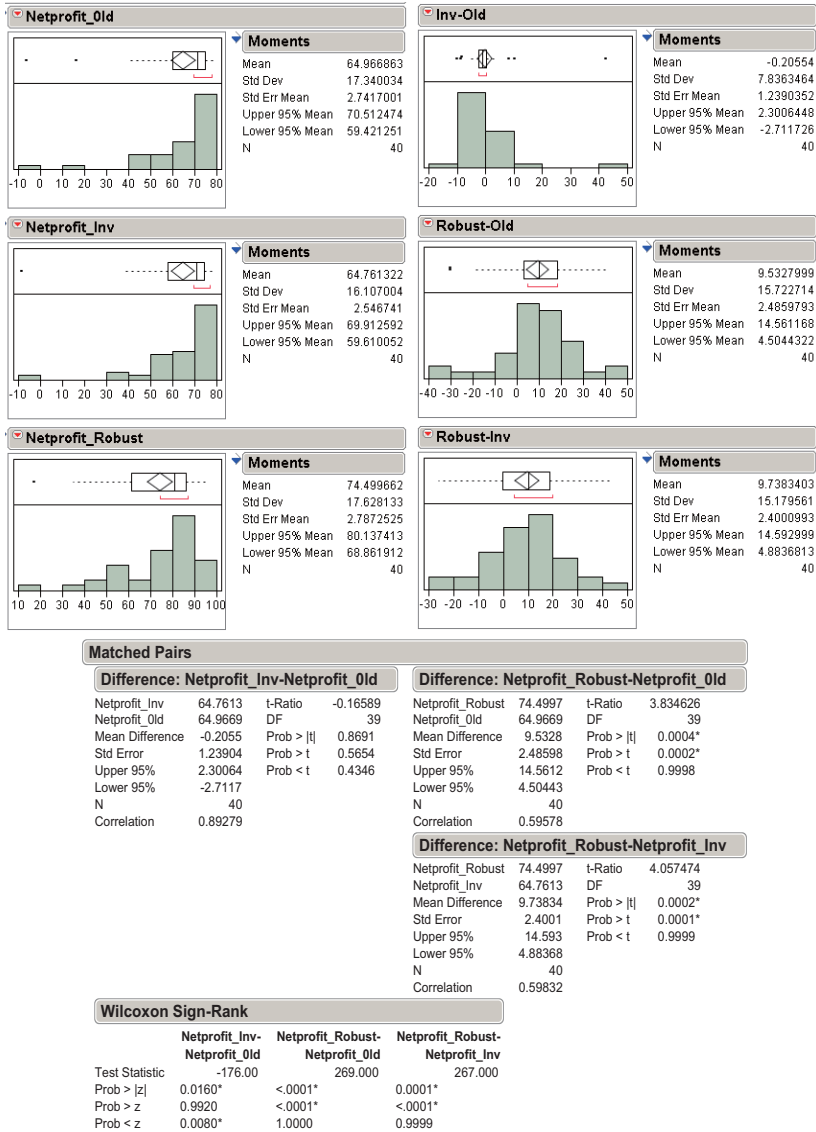 Netprofit_0ld
Moments
Mean 64.966863
Std Dev 17.340034
Std Err Mean 2.7417001
Upper 95% Mean 70.512474
Lower 95% Mean 59.421251
N 40
-10 0 10 20 30 40 50 60 70 80
Inv-Old
Moments
Mean -0.20554
Std Dev 7.8363464
Std Err Mean 1.2390352
Upper 95% Mean 2.3006448
Lower 95% Mean -2.711726
N 40
-20 -10 0 10 20 30 40 50
Netprofit_Inv
Moments
Mean 64.761322
Std Dev 16.107004
Std Err Mean 2.546741
Upper 95% Mean 69.912592
Lower 95% Mean 59.610052
N 40
-10 0 10 20 30 40 50 60 70 80
Robust-Old
Moments
Mean 9.5327999
Std Dev 15.722714
Std Err Mean 2.4859793
Upper 95% Mean 14.561168
Lower 95% Mean 4.5044322
N 40
-40 -30 -20 -10 0 10 20 30 40 50
Netprofit_Robust
Moments
Mean 74.499662
Std Dev 17.628133
Std Err Mean 2.7872525
Upper 95% Mean 80.137413
Lower 95% Mean 68.861912
N 40
10 20 30 40 50 60 70 80 90 100
Robust-Inv
Moments
Mean 9.7383403
Std Dev 15.179561
Std Err Mean 2.4000993
Upper 95% Mean 14.592999
Lower 95% Mean 4.8836813
N 40
-30 -20 -10 0 10 20 30 40 50
Matched Pairs
Difference: Netprofit_Inv-Netprofit_0ld
Netprofit_Inv 64.7613 t-Ratio -0.16589
Netprofit_0ld 64.9669 DF 39
Mean Difference -0.2055 Prob > |t| 0.8691
Std Error 1.23904 Prob > t 0.5654
Upper 95% 2.30064 Prob < t 0.4346
Lower 95% -2.7117
N 40
Correlation 0.89279
Difference: Netprofit_Robust-Netprofit_0ld
Netprofit_Robust 74.4997 t-Ratio 3.834626
Netprofit_0ld 64.9669 DF 39
Mean Difference 9.5328 Prob > |t| 0.0004*
Std Error 2.48598 Prob > t 0.0002*
Upper 95% 14.5612 Prob < t 0.9998
Lower 95% 4.50443
N 40
Correlation 0.59578
Difference: Netprofit_Robust-Netprofit_Inv
Netprofit_Robust 74.4997 t-Ratio 4.057474
Netprofit_Inv 64.7613 DF 39
Mean Difference 9.73834 Prob > |t| 0.0002*
Std Error 2.4001 Prob > t 0.0001*
Upper 95% 14.593 Prob < t 0.9999
Lower 95% 4.88368
N 40
Correlation 0.59832
Wilcoxon Sign-Rank
Netprofit_Inv- Netprofit_Robust- Netprofit_Robust-
Netprofit_0ld Netprofit_0ld Netprofit_Inv
Test Statistic -176.00 269.000 267.000
Prob > |z| 0.0160* <.0001* 0.0001*
Prob > z 0.9920 <.0001* <.0001*
Prob < z 0.0080* 1.0000 0.9999